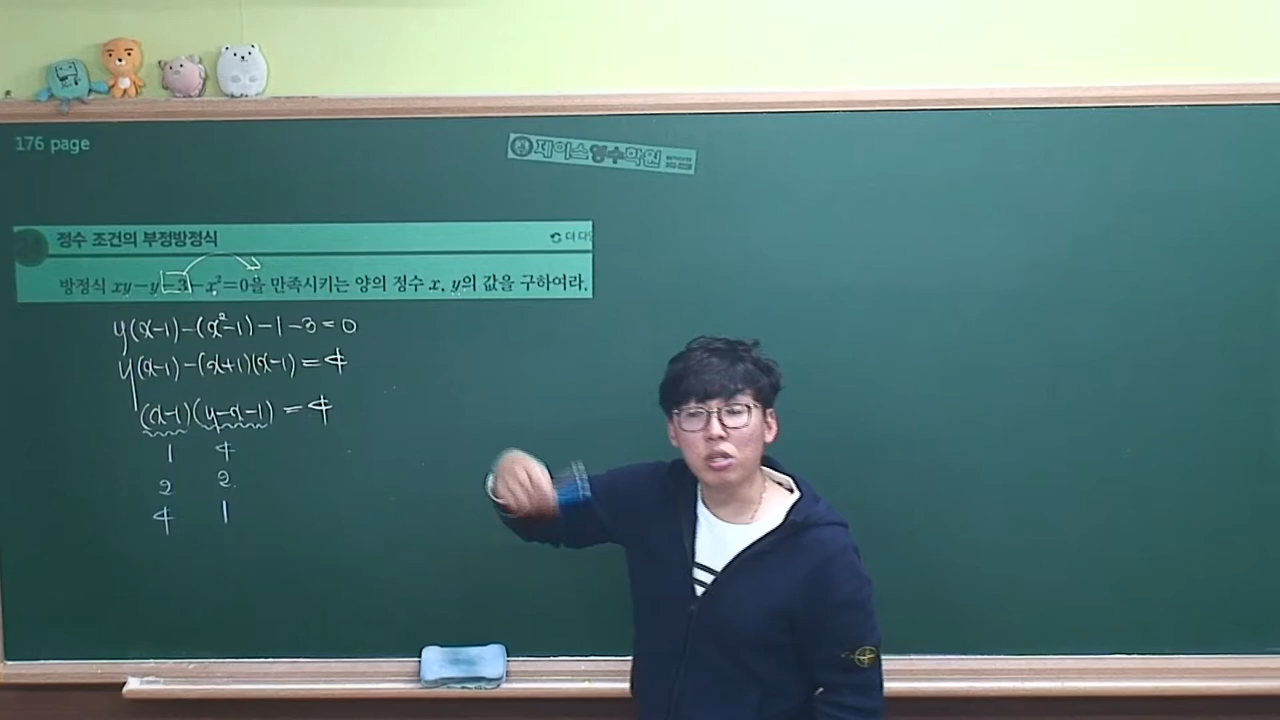 176 page
제이스영수학원
정수 조건의 부정방정식
더 다
방정식 xy−y−3−x²=0을 만족시키는 양의 정수 x, y의 값을 구하여라.
y(x-1)-(x²-1)-1-3=0
y(x-1)-(x+1)(x-1)=4
(x-1)(y-x-1)=4
1 4
2 2
4 1